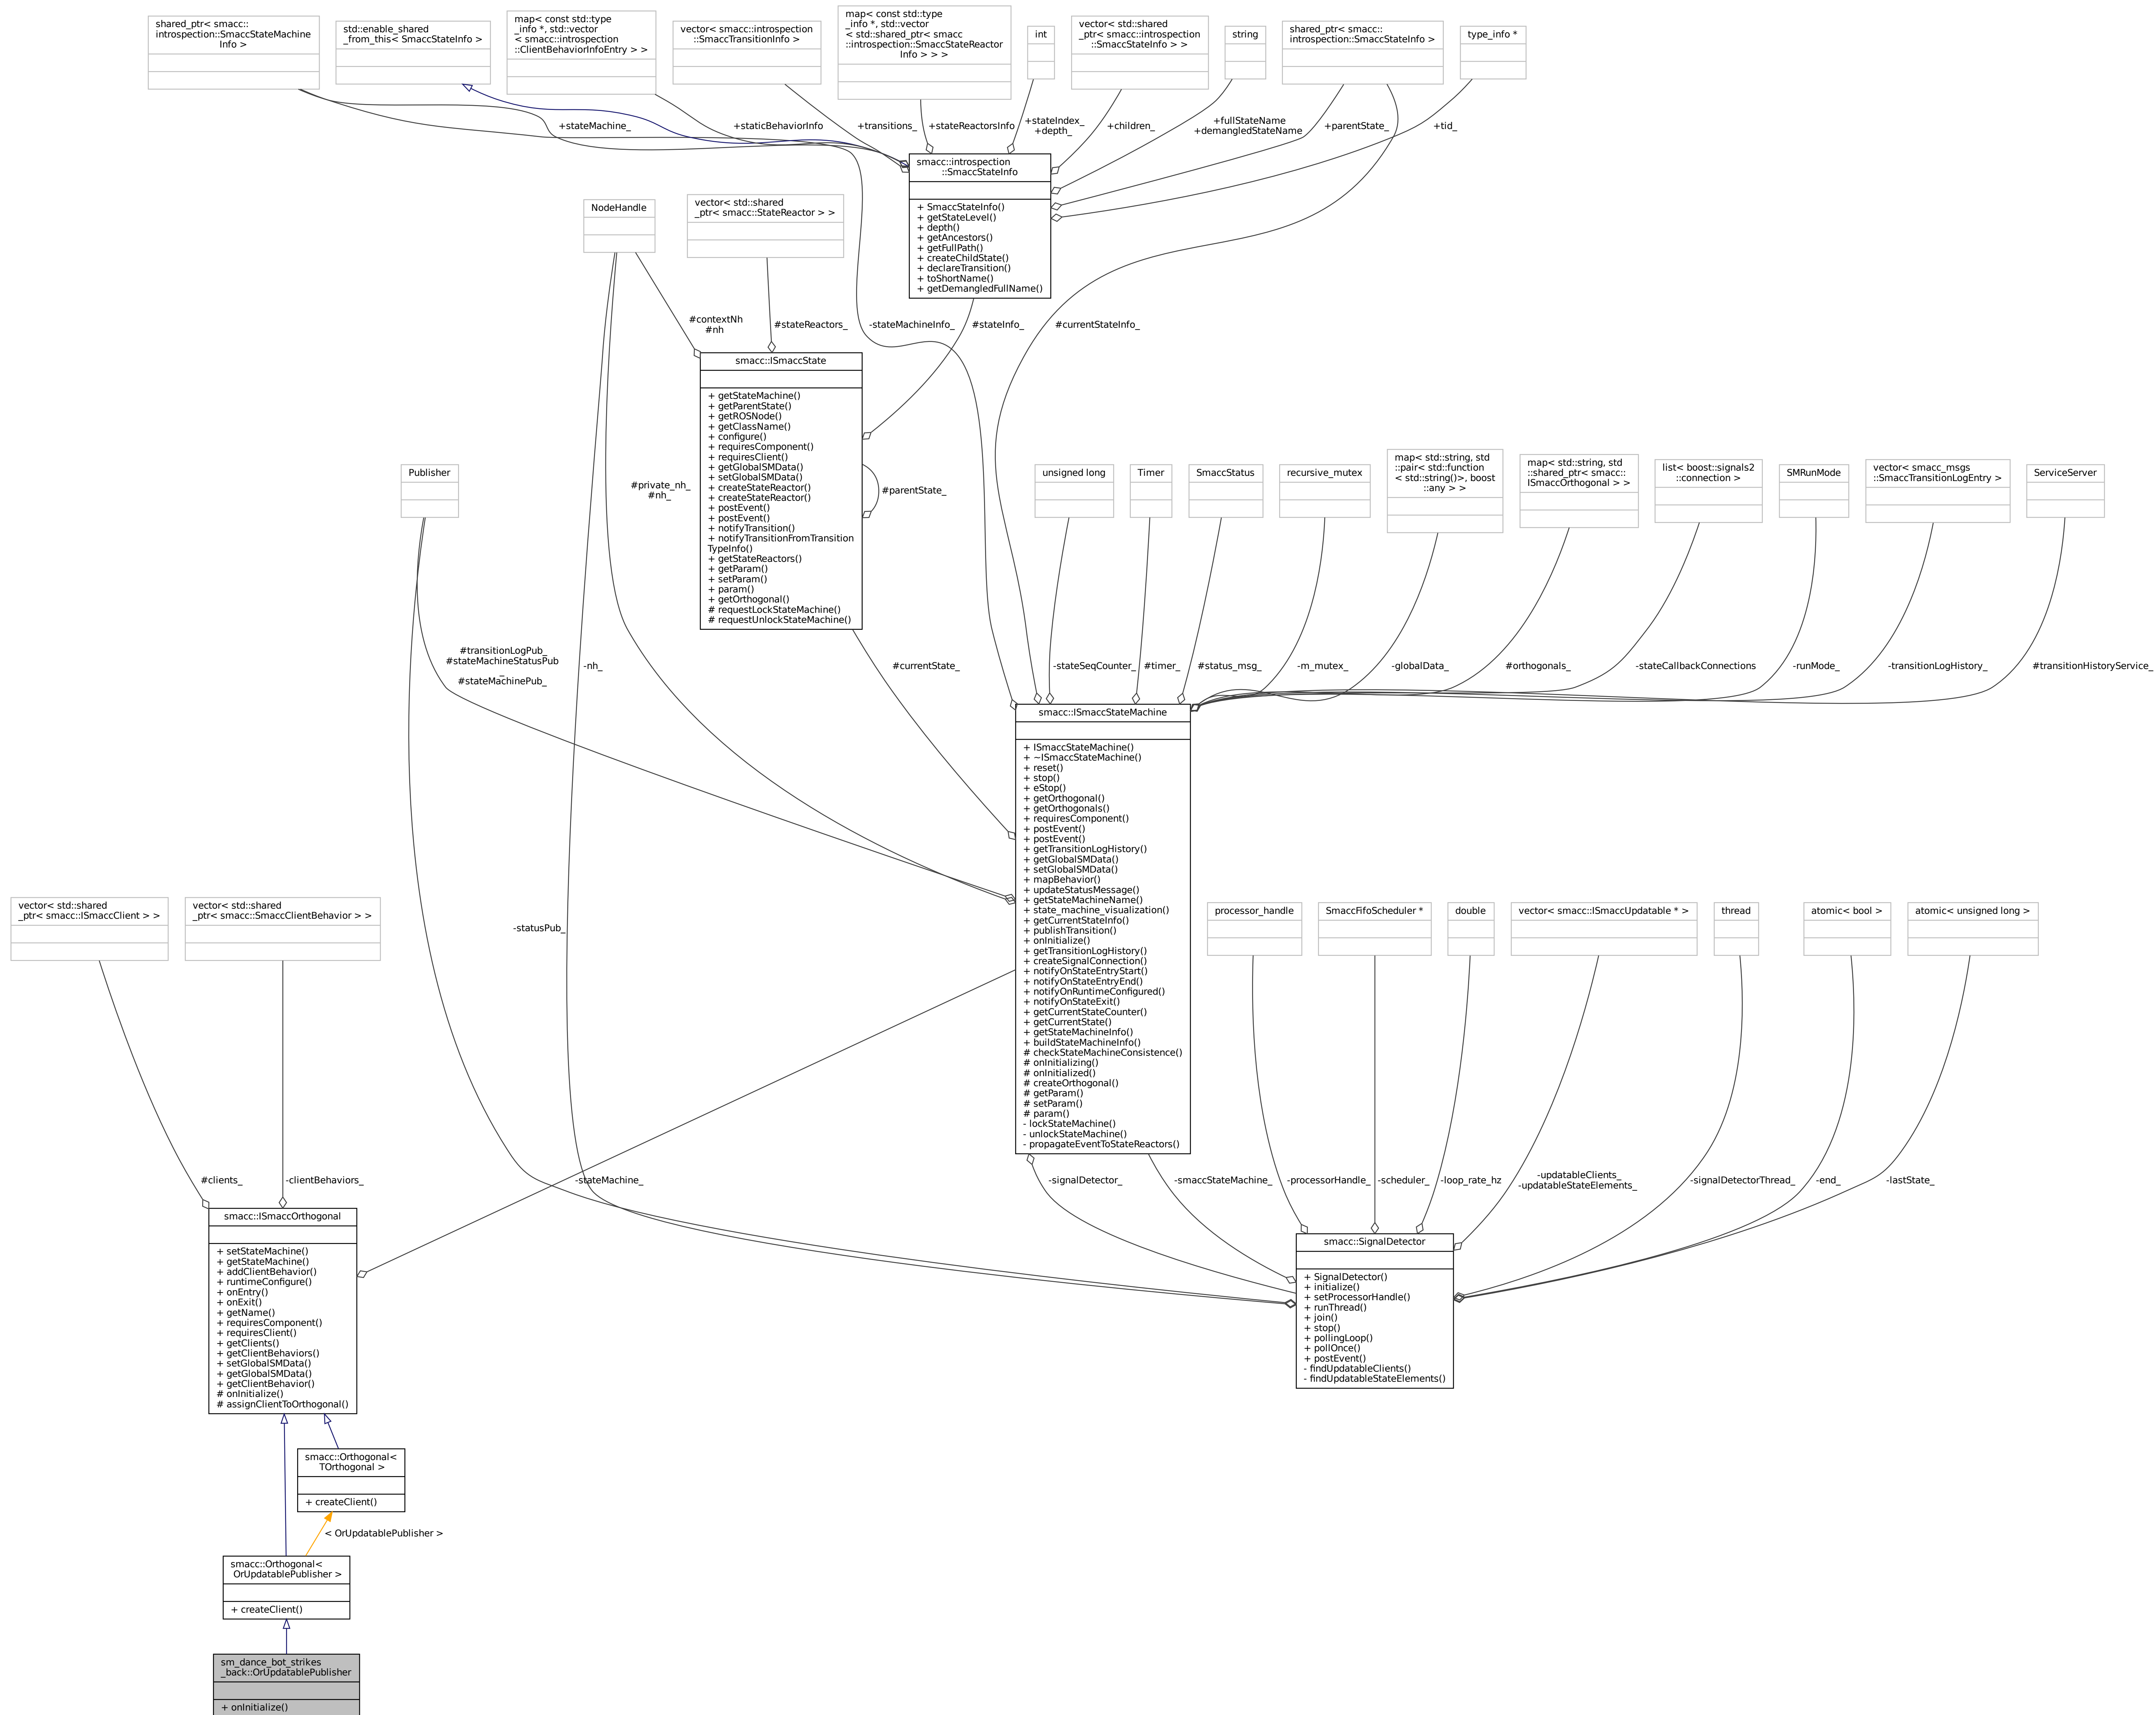 shared_ptr< smacc::
introspection::SmaccStateMachine
Info >
std::enable_shared
_from_this< SmaccStateInfo >
map< const std::type
_info *, std::vector
< smacc::introspection
::ClientBehaviorInfoEntry > >
vector< smacc::introspection
::SmaccTransitionInfo >
map< const std::type
_info *, std::vector
< std::shared_ptr< smacc
::introspection::SmaccStateReactor
Info > > >
int
vector< std::shared
_ptr< smacc::introspection
::SmaccStateInfo > >
string
shared_ptr< smacc::
introspection::SmaccStateInfo >
type_info *
+stateMachine_
+staticBehaviorInfo
+transitions_
+stateReactorsInfo
+stateIndex_
+depth_
+children_
+fullStateName
+demangledStateName
+parentState_
+tid_
smacc::introspection
::SmaccStateInfo
+ SmaccStateInfo()
+ getStateLevel()
+ depth()
+ getAncestors()
+ getFullPath()
+ createChildState()
+ declareTransition()
+ toShortName()
+ getDemangledFullName()
NodeHandle
vector< std::shared
_ptr< smacc::StateReactor > >
#contextNh
#nh
#stateReactors_
-stateMachineInfo_
#stateInfo_
#currentStateInfo_
smacc::ISmaccState
+ getStateMachine()
+ getParentState()
+ getROSNode()
+ getClassName()
+ configure()
+ requiresComponent()
+ requiresClient()
+ getGlobalSMData()
+ setGlobalSMData()
+ createStateReactor()
+ createStateReactor()
+ postEvent()
+ postEvent()
+ notifyTransition()
+ notifyTransitionFromTransition
TypeInfo()
+ getStateReactors()
+ getParam()
+ setParam()
+ param()
+ getOrthogonal()
# requestLockStateMachine()
# requestUnlockStateMachine()
#parentState_
Publisher
#private_nh_
#nh_
unsigned long
Timer
SmaccStatus
recursive_mutex
map< std::string, std
::pair< std::function
< std::string()>, boost
::any > >
map< std::string, std
::shared_ptr< smacc::
ISmaccOrthogonal > >
list< boost::signals2
::connection >
SMRunMode
vector< smacc_msgs
::SmaccTransitionLogEntry >
ServiceServer
#transitionLogPub_
#stateMachineStatusPub
_
#stateMachinePub_
-nh_
#currentState_
-stateSeqCounter_
#timer_
#status_msg_
-m_mutex_
-globalData_
#orthogonals_
-stateCallbackConnections
-runMode_
-transitionLogHistory_
#transitionHistoryService_
smacc::ISmaccStateMachine
+ ISmaccStateMachine()
+ ~ISmaccStateMachine()
+ reset()
+ stop()
+ eStop()
+ getOrthogonal()
+ getOrthogonals()
+ requiresComponent()
+ postEvent()
+ postEvent()
+ getTransitionLogHistory()
+ getGlobalSMData()
+ setGlobalSMData()
+ mapBehavior()
+ updateStatusMessage()
+ getStateMachineName()
+ state_machine_visualization()
+ getCurrentStateInfo()
+ publishTransition()
+ onInitialize()
+ getTransitionLogHistory()
+ createSignalConnection()
+ notifyOnStateEntryStart()
+ notifyOnStateEntryEnd()
+ notifyOnRuntimeConfigured()
+ notifyOnStateExit()
+ getCurrentStateCounter()
+ getCurrentState()
+ getStateMachineInfo()
+ buildStateMachineInfo()
# checkStateMachineConsistence()
# onInitializing()
# onInitialized()
# createOrthogonal()
# getParam()
# setParam()
# param()
- lockStateMachine()
- unlockStateMachine()
- propagateEventToStateReactors()
vector< std::shared
_ptr< smacc::ISmaccClient > >
vector< std::shared
_ptr< smacc::SmaccClientBehavior > >
-statusPub_
processor_handle
SmaccFifoScheduler *
double
vector< smacc::ISmaccUpdatable * >
thread
atomic< bool >
atomic< unsigned long >
#clients_
-clientBehaviors_
-stateMachine_
-signalDetector_
-smaccStateMachine_
-processorHandle_
-scheduler_
-loop_rate_hz
-updatableClients_
-updatableStateElements_
-signalDetectorThread_
-end_
-lastState_
smacc::ISmaccOrthogonal
+ setStateMachine()
+ getStateMachine()
+ addClientBehavior()
+ runtimeConfigure()
+ onEntry()
+ onExit()
+ getName()
+ requiresComponent()
+ requiresClient()
+ getClients()
+ getClientBehaviors()
+ setGlobalSMData()
+ getGlobalSMData()
+ getClientBehavior()
# onInitialize()
# assignClientToOrthogonal()
smacc::SignalDetector
+ SignalDetector()
+ initialize()
+ setProcessorHandle()
+ runThread()
+ join()
+ stop()
+ pollingLoop()
+ pollOnce()
+ postEvent()
- findUpdatableClients()
- findUpdatableStateElements()
smacc::Orthogonal<
TOrthogonal >
+ createClient()
< OrUpdatablePublisher >
smacc::Orthogonal<
OrUpdatablePublisher >
+ createClient()
sm_dance_bot_strikes
_back::OrUpdatablePublisher
+ onInitialize()